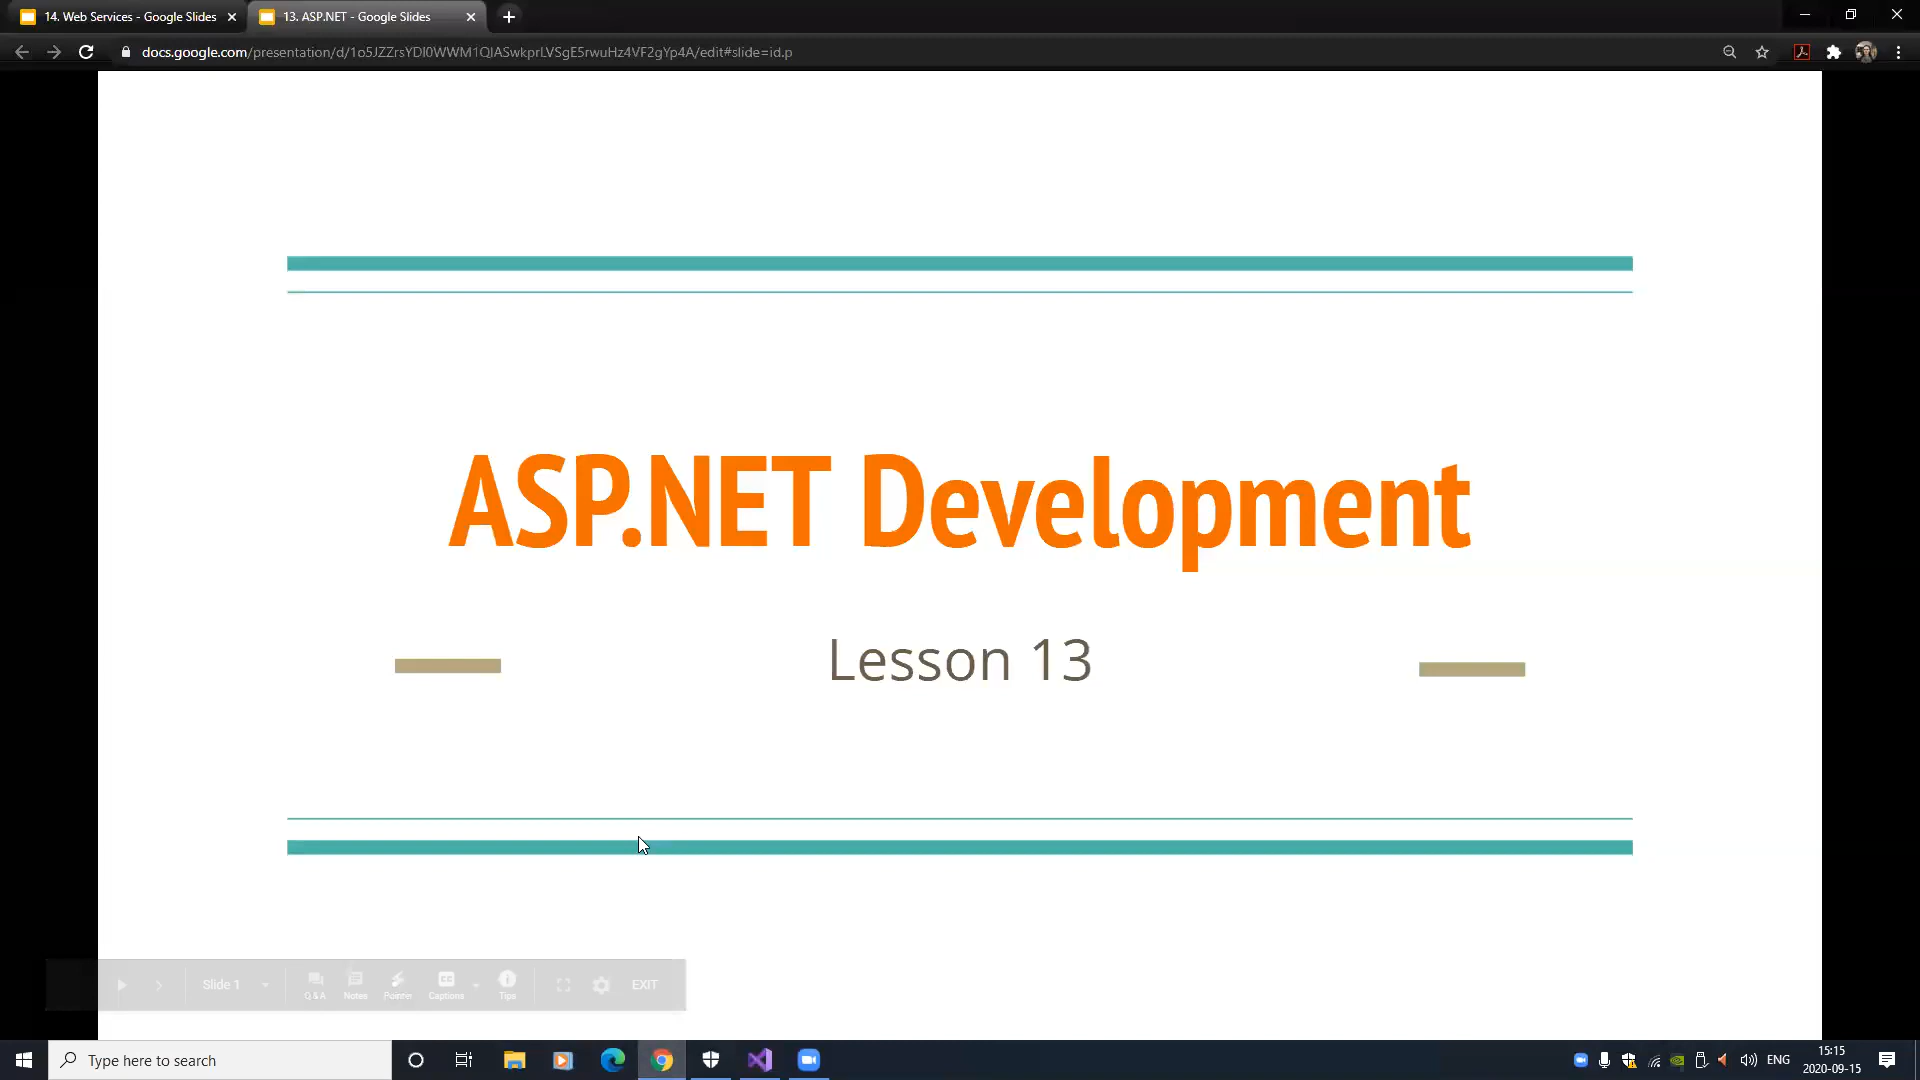 14. Web Services - Google Slides
13. ASP.NET - Google Slides
docs.google.com/presentation/d/1o5JZZrsYDI0WWM1QIASwkprLVSgE5rwuHz4VF2gYp4A/edit#slide=id.p
ASP.NET Development
Lesson 13
Slide 1
Q & A
Notes
Pointer
CC
Captions
Tips
EXIT
Type here to search
ENG
15:15
2020-09-15